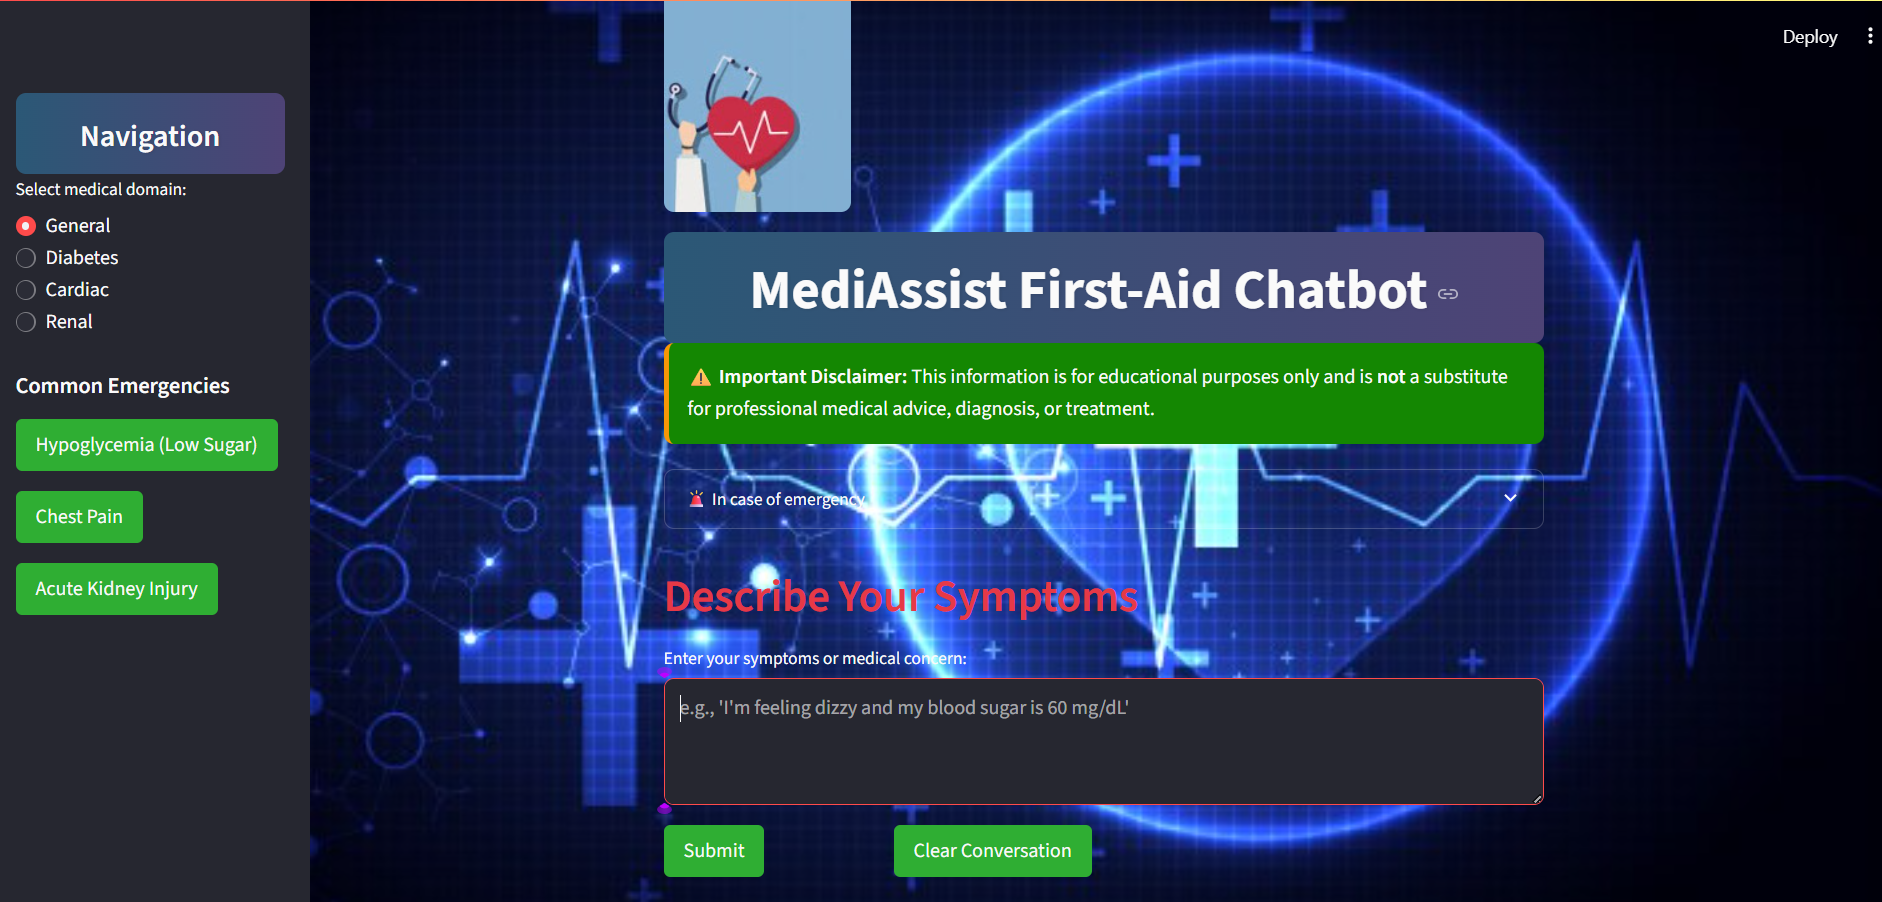 Deploy
Navigation
Select medical domain:
General
Diabetes
Cardiac
Renal
Common Emergencies
Hypoglycemia (Low Sugar)
Chest Pain
Acute Kidney Injury
MediAssist First-Aid Chatbot
⚠️ Important Disclaimer: This information is for educational purposes only and is not a substitute
for professional medical advice, diagnosis, or treatment.
🚨 In case of emergency
Describe Your Symptoms
Enter your symptoms or medical concern:
e.g., 'I'm feeling dizzy and my blood sugar is 60 mg/dL'
Submit
Clear Conversation